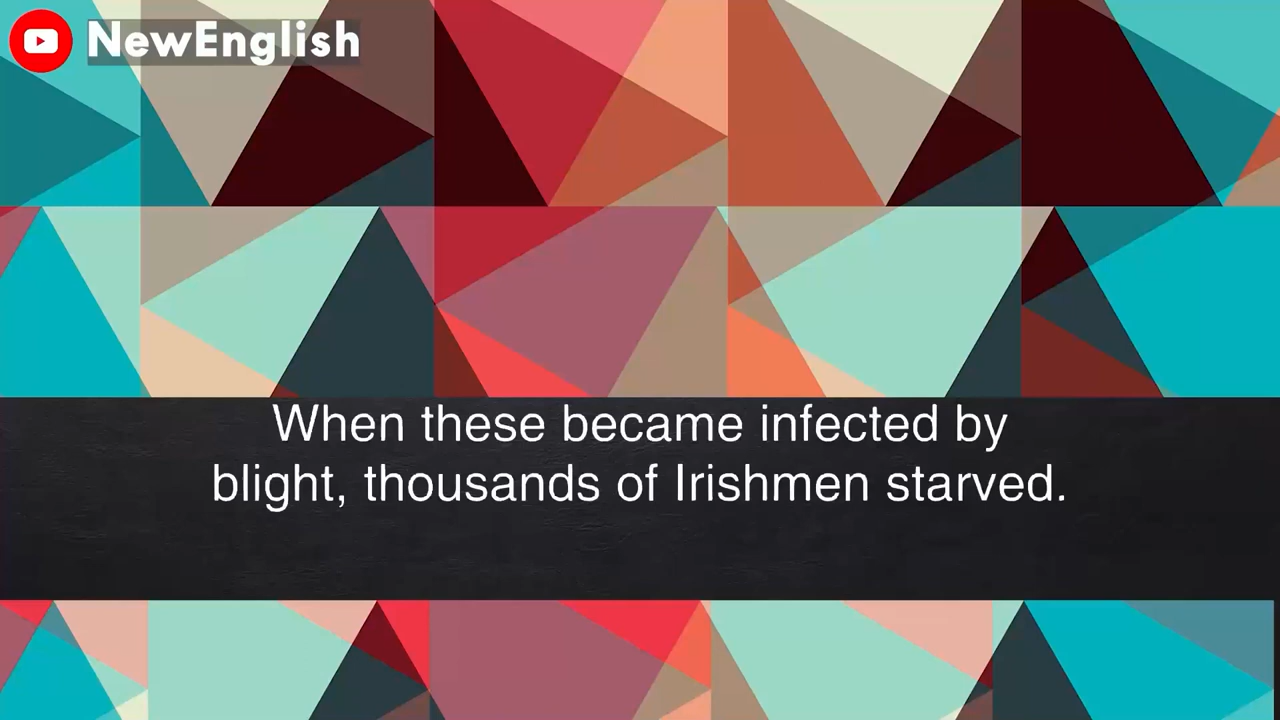 NewEnglish
When these became infected by
blight, thousands of Irishmen starved.